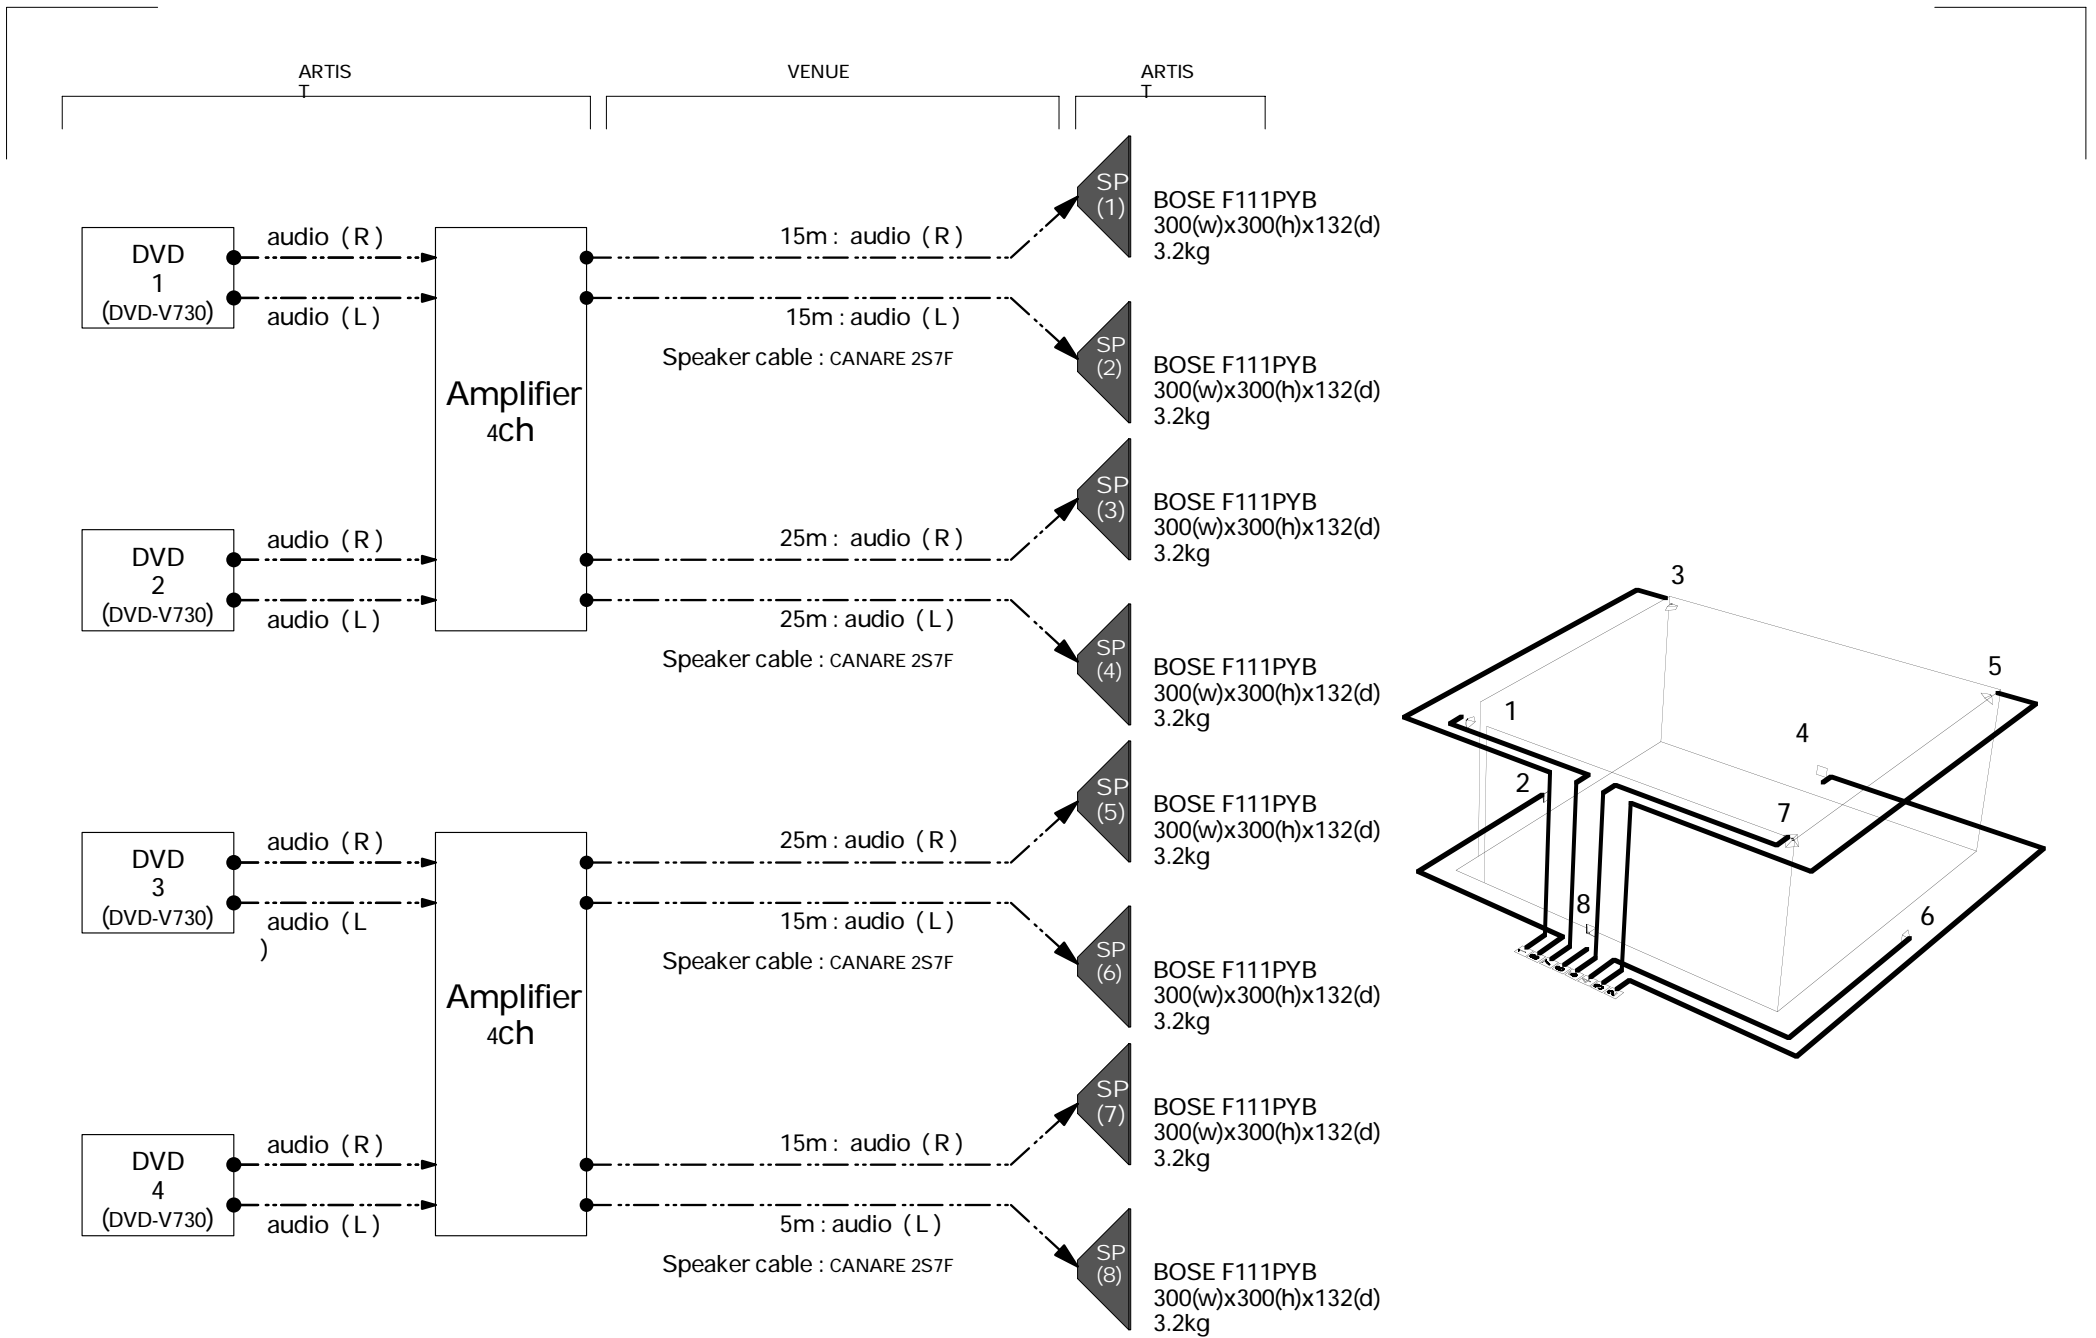 ARTIS
T
VENUE
ARTIS
T
DVD
1
(DVD-V730)
audio (R)
audio (L)
Amplifier
4ch
15m : audio (R)
15m : audio (L)
Speaker cable : CANARE 2S7F
SP
(1)
BOSE F111PYB
300(w)x300(h)x132(d)
3.2kg
SP
(2)
BOSE F111PYB
300(w)x300(h)x132(d)
3.2kg
DVD
2
(DVD-V730)
audio (R)
audio (L)
25m : audio (R)
25m : audio (L)
Speaker cable : CANARE 2S7F
SP
(3)
BOSE F111PYB
300(w)x300(h)x132(d)
3.2kg
SP
(4)
BOSE F111PYB
300(w)x300(h)x132(d)
3.2kg
DVD
3
(DVD-V730)
audio (R)
audio (L
)
Amplifier
4ch
25m : audio (R)
15m : audio (L)
Speaker cable : CANARE 2S7F
SP
(5)
BOSE F111PYB
300(w)x300(h)x132(d)
3.2kg
SP
(6)
BOSE F111PYB
300(w)x300(h)x132(d)
3.2kg
DVD
4
(DVD-V730)
audio (R)
audio (L)
15m : audio (R)
5m : audio (L)
Speaker cable : CANARE 2S7F
SP
(7)
BOSE F111PYB
300(w)x300(h)x132(d)
3.2kg
SP
(8)
BOSE F111PYB
300(w)x300(h)x132(d)
3.2kg
3
5
1
4
2
7
8
6